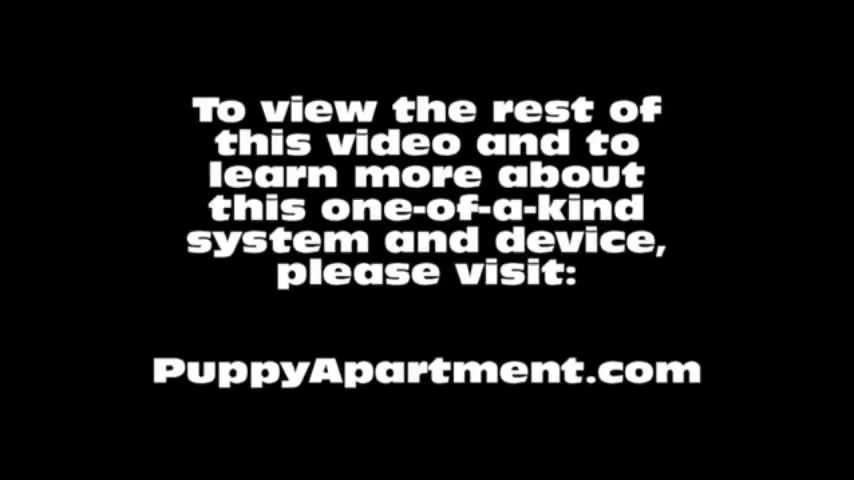 To view the rest of
this video and to
learn more about
this one-of-a-kind
system and device,
please visit:
PuppyApartment.com